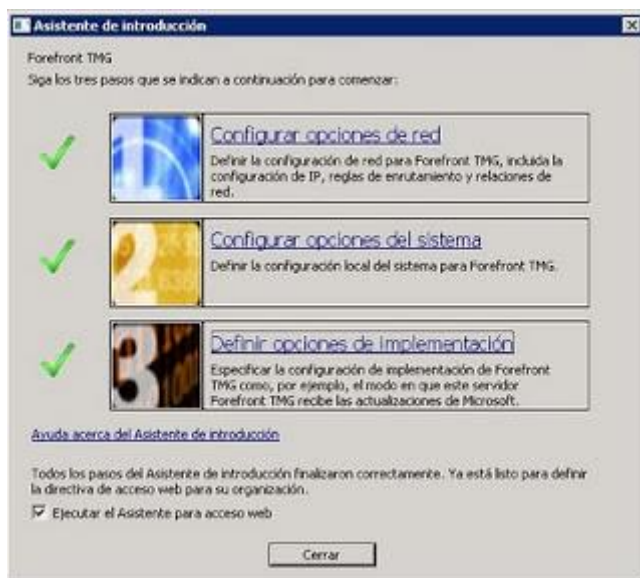 Asistente de introducción
Forefront TMG
Siga los tres pasos que se indican a continuación para comenzar:
1
Configurar opciones de red
Definir la configuración de red para Forefront TMG, incluida la
configuración de IP, reglas de enrutamiento y relaciones de
red.
2
Configurar opciones del sistema
Definir la configuración local del sistema para Forefront TMG.
3
Definir opciones de implementación
Especificar la configuración de implementación de Forefront
TMG como, por ejemplo, el modo en que este servidor
Forefront TMG recibe las actualizaciones de Microsoft.
Ayuda acerca del Asistente de introducción
Todos los pasos del Asistente de introducción finalizaron correctamente. Ya está listo para definir
la directiva de acceso web para su organización.
Ejecutar el Asistente para acceso web
Cerrar